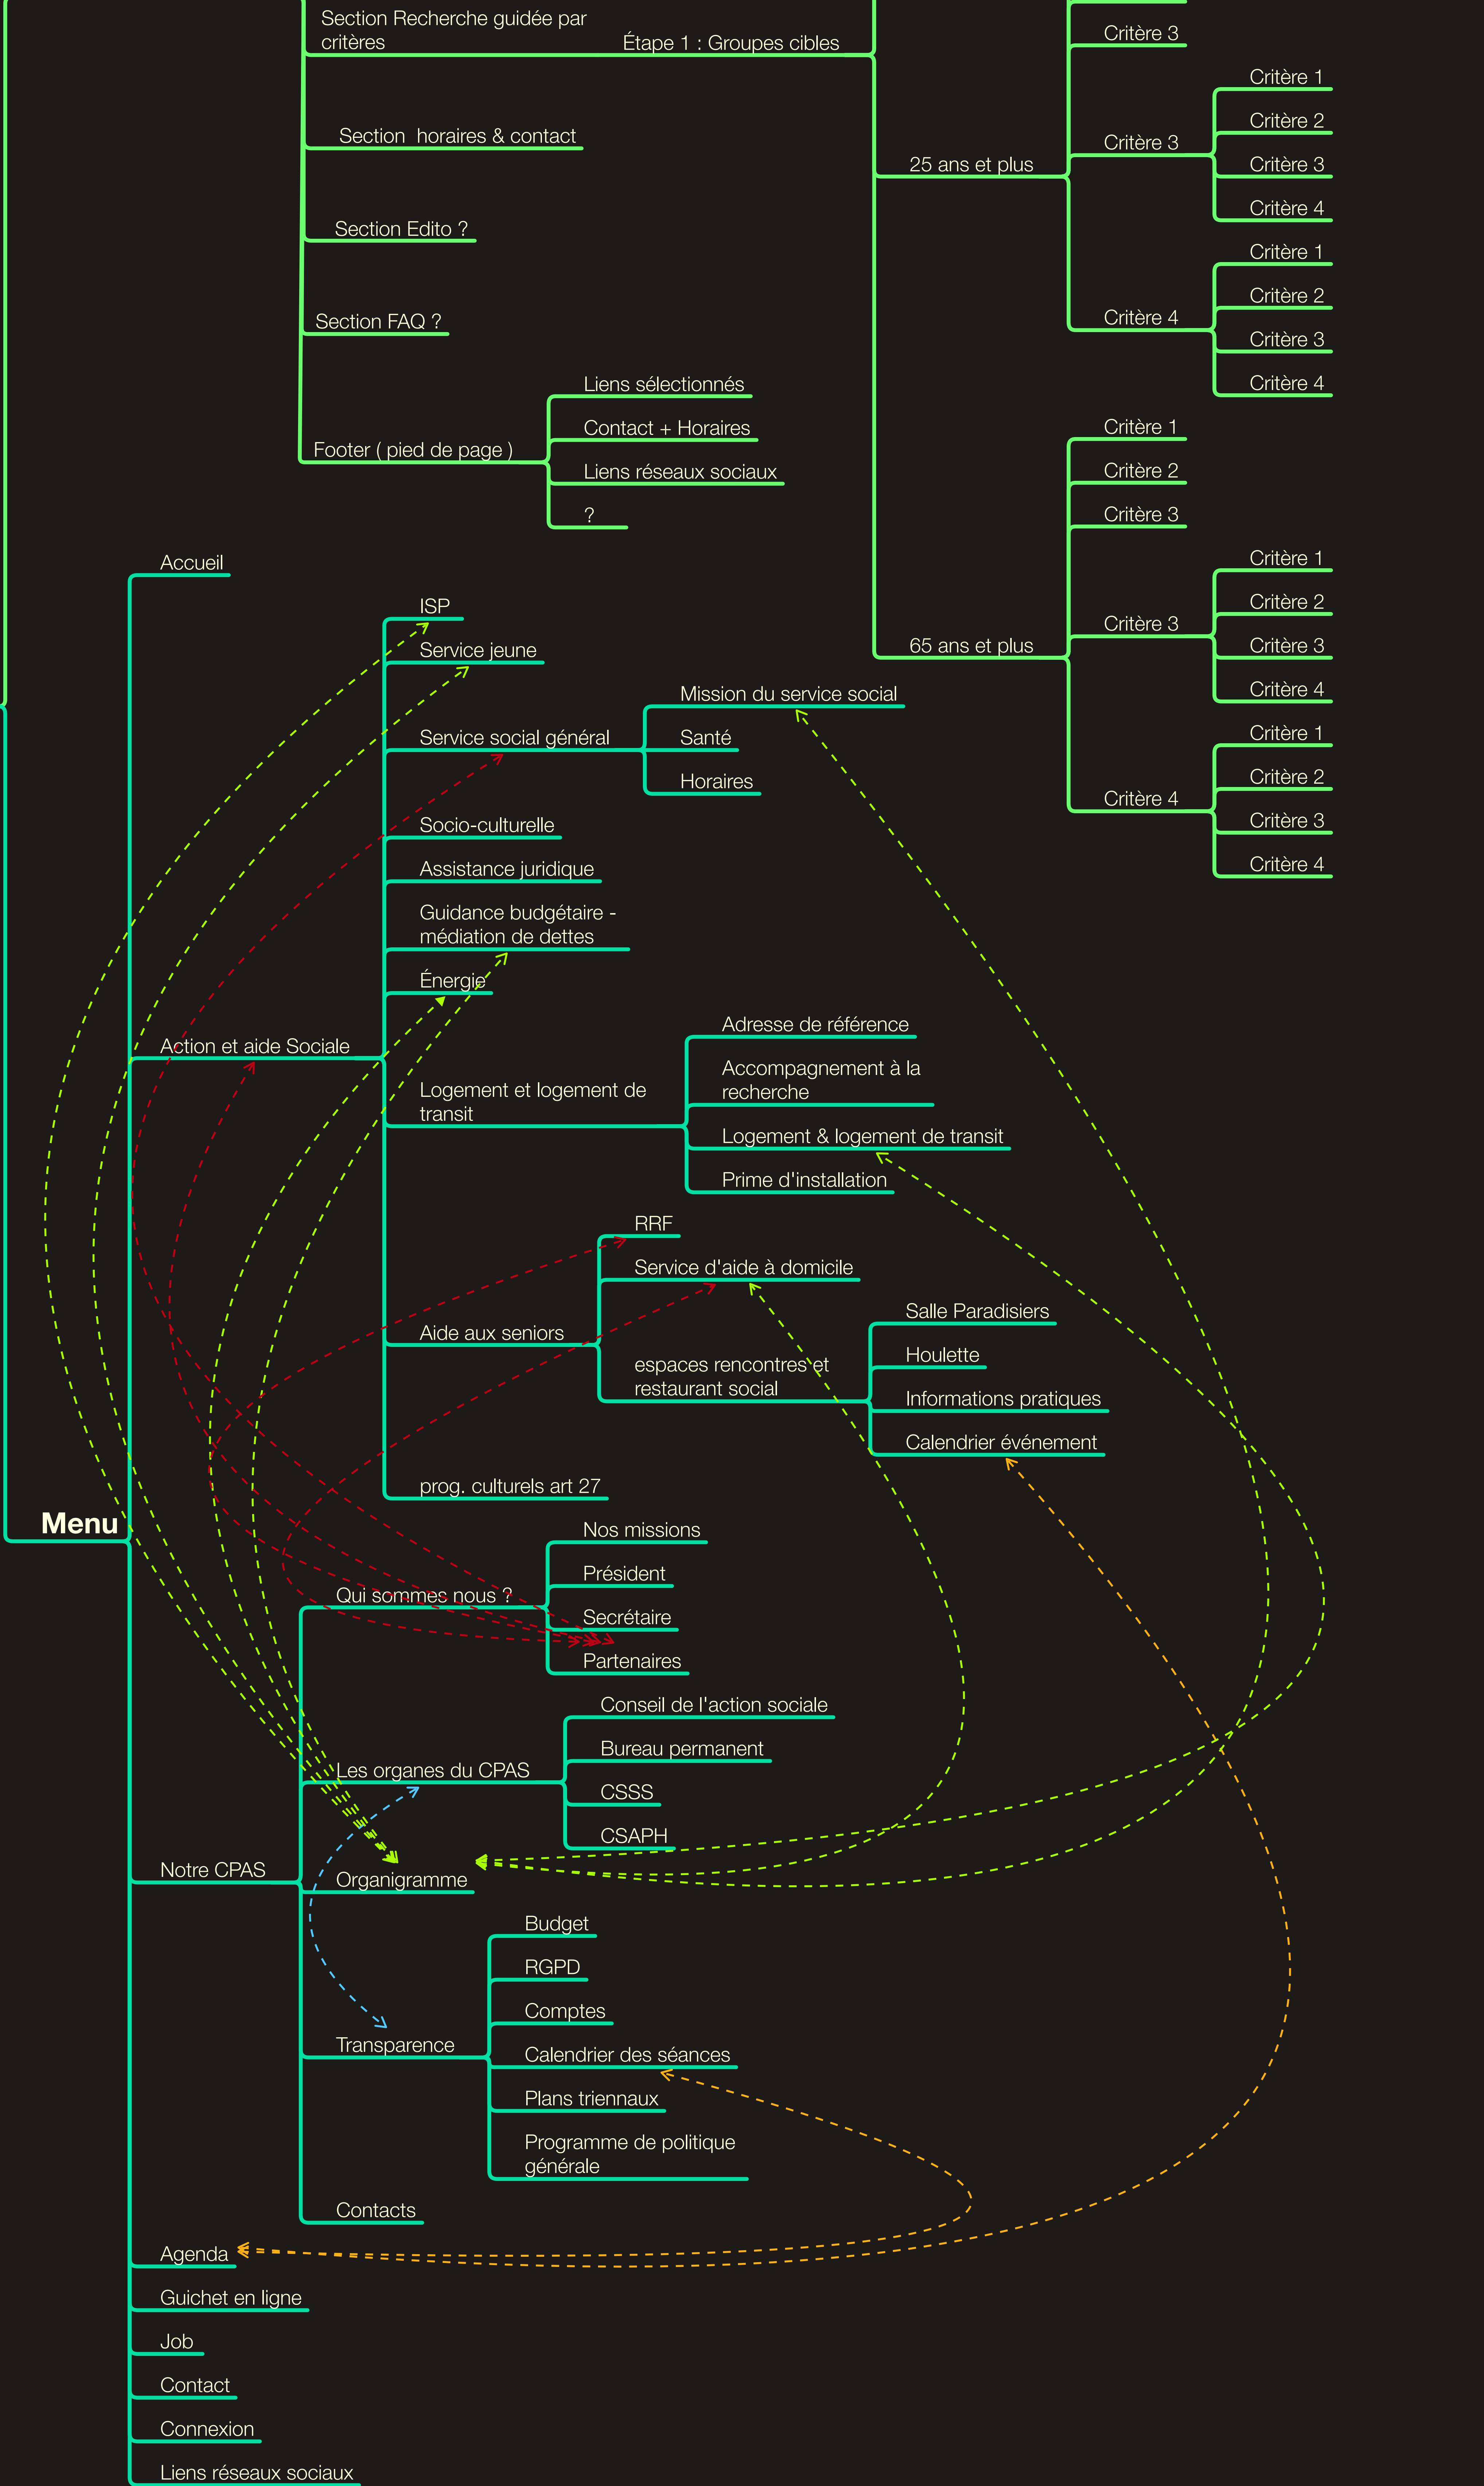 Section Recherche guidée par
critères
Étape 1 : Groupes cibles
Critère 3
25 ans et plus
Critère 3
Critère 1
Critère 2
Critère 3
Critère 4
Critère 4
Critère 1
Critère 2
Critère 3
Critère 4
65 ans et plus
Critère 1
Critère 2
Critère 3
Critère 3
Critère 1
Critère 2
Critère 3
Critère 4
Critère 4
Critère 1
Critère 2
Critère 3
Critère 4
Section horaires & contact
Section Edito ?
Section FAQ ?
Footer ( pied de page )
Liens sélectionnés
Contact + Horaires
Liens réseaux sociaux
?
Menu
Accueil
Action et aide Sociale
ISP
Service jeune
Service social général
Mission du service social
Santé
Horaires
Socio-culturelle
Assistance juridique
Guidance budgétaire -
médiation de dettes
Énergie
Logement et logement de
transit
Adresse de référence
Accompagnement à la
recherche
Logement & logement de transit
Prime d'installation
Aide aux seniors
RRF
Service d'aide à domicile
espaces rencontres et
restaurant social
Salle Paradisiers
Houlette
Informations pratiques
Calendrier événement
prog. culturels art 27
Notre CPAS
Qui sommes nous ?
Nos missions
Président
Secrétaire
Partenaires
Les organes du CPAS
Conseil de l'action sociale
Bureau permanent
CSSS
CSAPH
Organigramme
Transparence
Budget
RGPD
Comptes
Calendrier des séances
Plans triennaux
Programme de politique
générale
Contacts
Agenda
Guichet en ligne
Job
Contact
Connexion
Liens réseaux sociaux